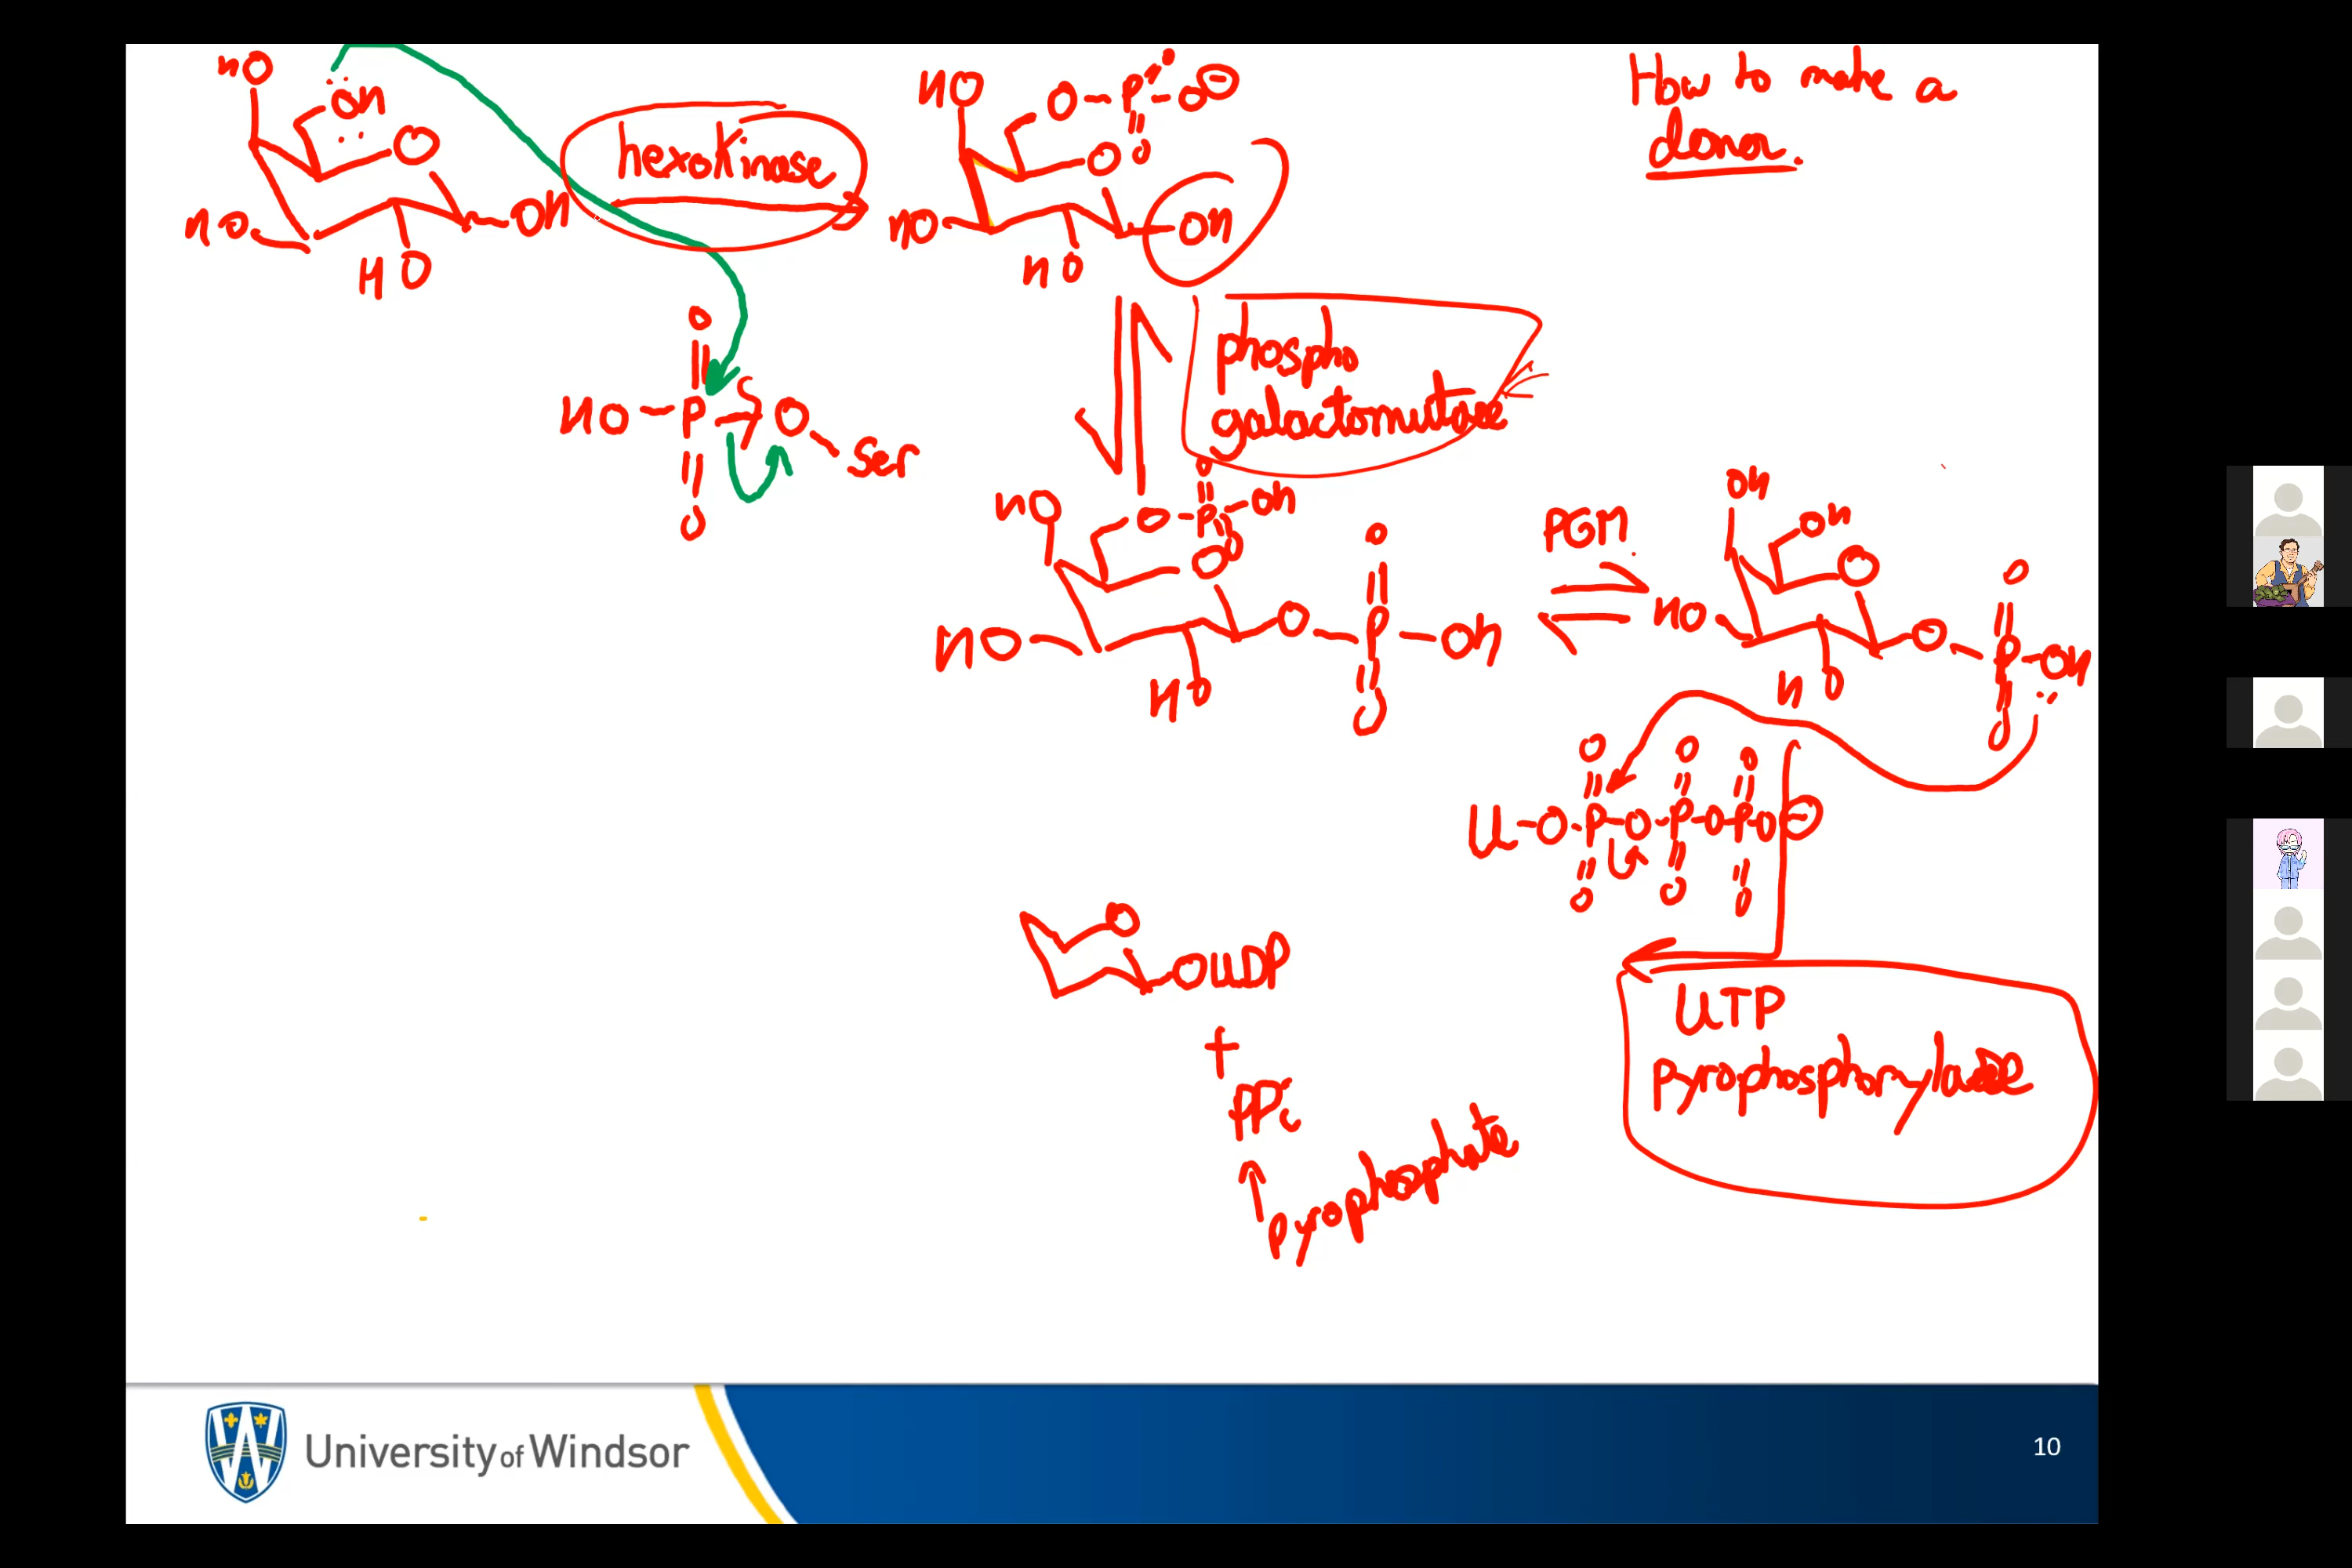 How to make a
donor.
HO
OH
O
HO
OH
HO
hexokinase
HO
O-P-O⊖
O
O
HO
OH
HO
O
HO-P-O
Ser
O
phospho
galactomutase
O
HO
O-P-OH
O
O
HO
O-P-OH
O
O
HO
PGM
OH
OH
O
HO
O-P-OH
O
O
HO
O O O
U-O-P-O-P-O-P-O⊖
O O O
UTP
pyrophosphorylase
O
OUDP
+
PPi
↑
pyrophosphate
University of Windsor
10